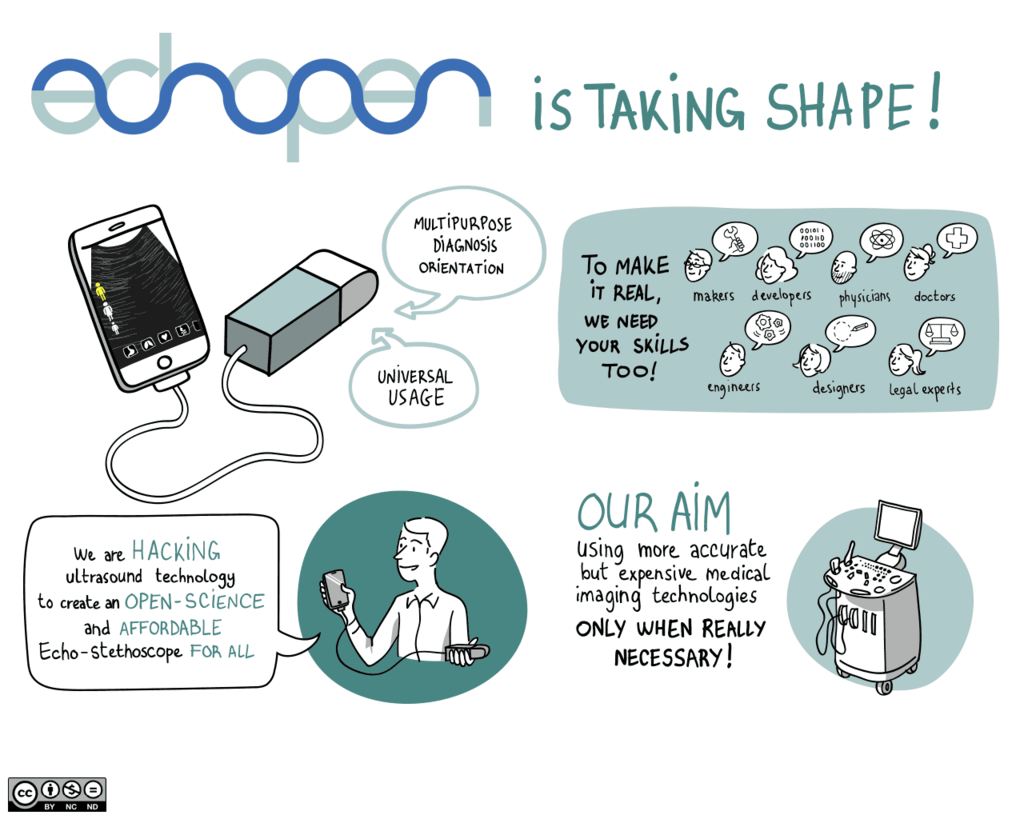 echopen is TAKING SHAPE!
MULTIPURPOSE
DIAGNOSIS
ORIENTATION
UNIVERSAL
USAGE
TO MAKE
IT REAL,
WE NEED
YOUR SKILLS
TOO!
00101 1
100110
001100
makers developers physicians doctors
engineers designers legal experts
We are HACKING
ultrasound technology
to create an OPEN-SCIENCE
and AFFORDABLE
Echo-stethoscope FOR ALL
OUR AIM
Using more accurate
but expensive medical
imaging technologies
ONLY WHEN REALLY
NECESSARY!
cc
BY NC ND